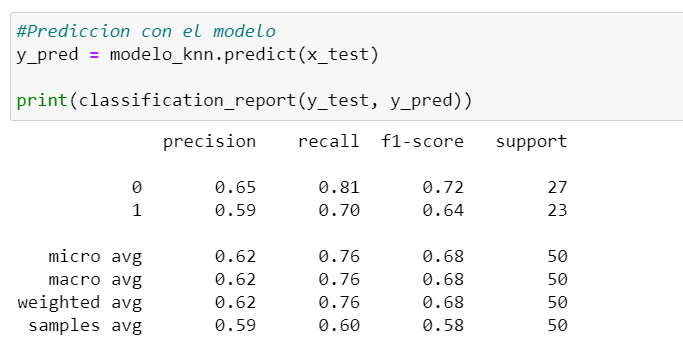 #Prediccion con el modelo
y_pred = modelo_knn.predict(x_test)
print(classification_report(y_test, y_pred))
precision recall f1-score support
0 0.65 0.81 0.72 27
1 0.59 0.70 0.64 23
micro avg 0.62 0.76 0.68 50
macro avg 0.62 0.76 0.68 50
weighted avg 0.62 0.76 0.68 50
samples avg 0.59 0.60 0.58 50